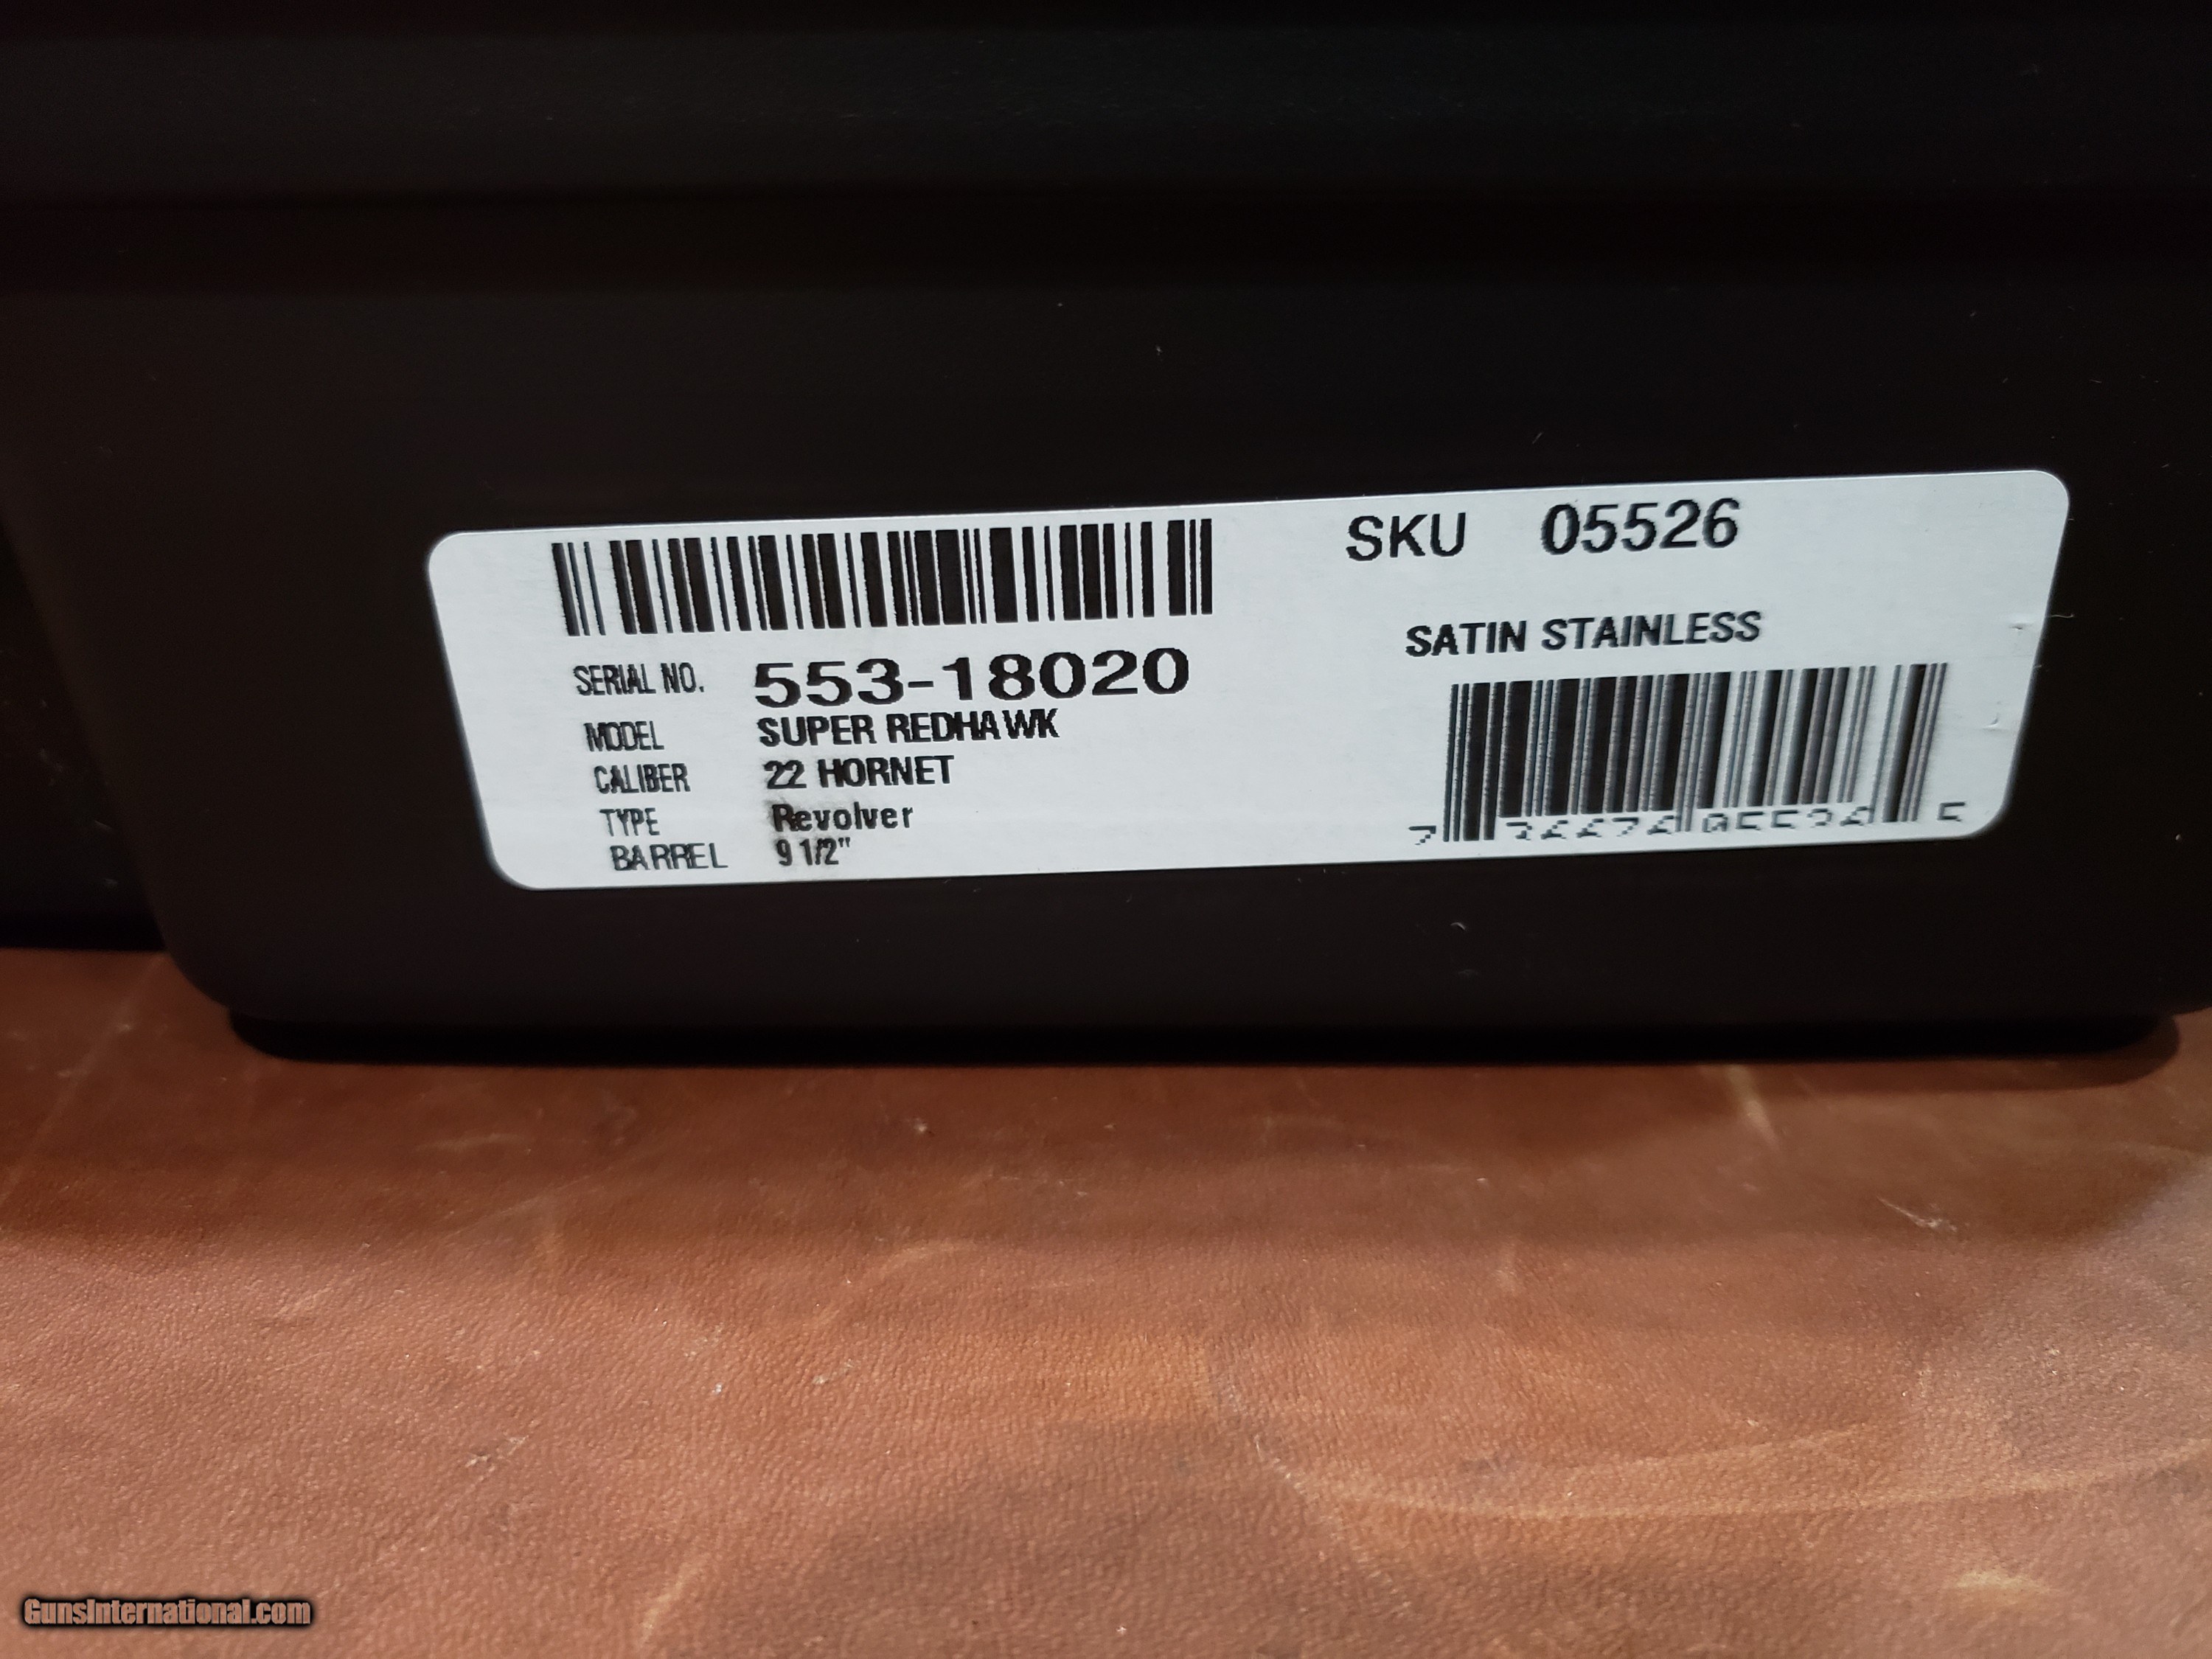 SKU 05526
SATIN STAINLESS
SERIAL NO. 553-18020
MODEL SUPER REDHAWK
CALIBER 22 HORNET
TYPE Revolver
BARREL 9 1/2"
GunsInternational.com